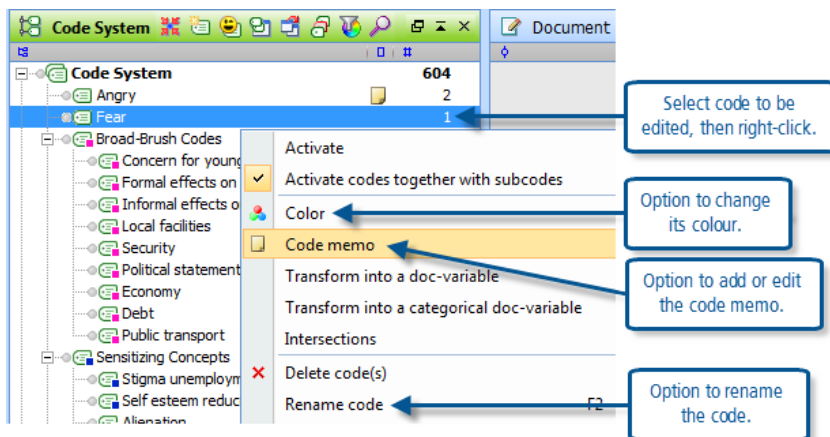 Code System
Document
Code System 604
Angry 2
Fear 1
Broad-Brush Codes
Concern for young
Formal effects on
Informal effects o
Local facilities
Security
Political statement
Economy
Debt
Public transport
Sensitizing Concepts
Stigma unemploym
Self esteem reduc
Alienation
Activate
Activate codes together with subcodes
Color
Code memo
Transform into a doc-variable
Transform into a categorical doc-variable
Intersections
Delete code(s)
Rename code F2
Select code to be
edited, then right-click.
Option to change
its colour.
Option to add or edit
the code memo.
Option to rename
the code.